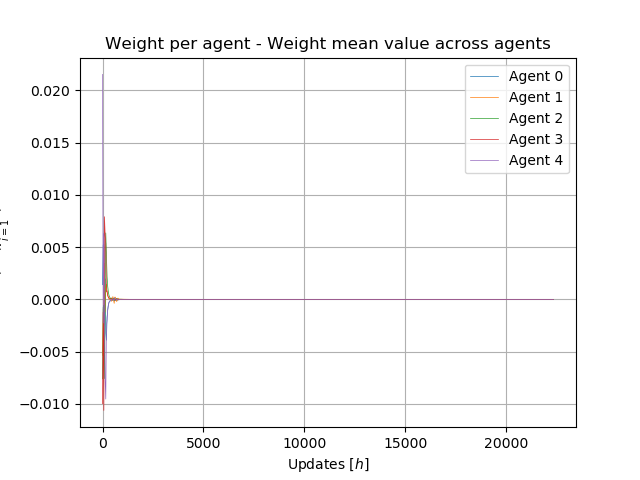 Weight per agent - Weight mean value across agents
0.020
0.015
0.010
0.005
0.000
−0.005
−0.010
0
5000
10000
15000
20000
Updates [h]
Agent 0
Agent 1
Agent 2
Agent 3
Agent 4